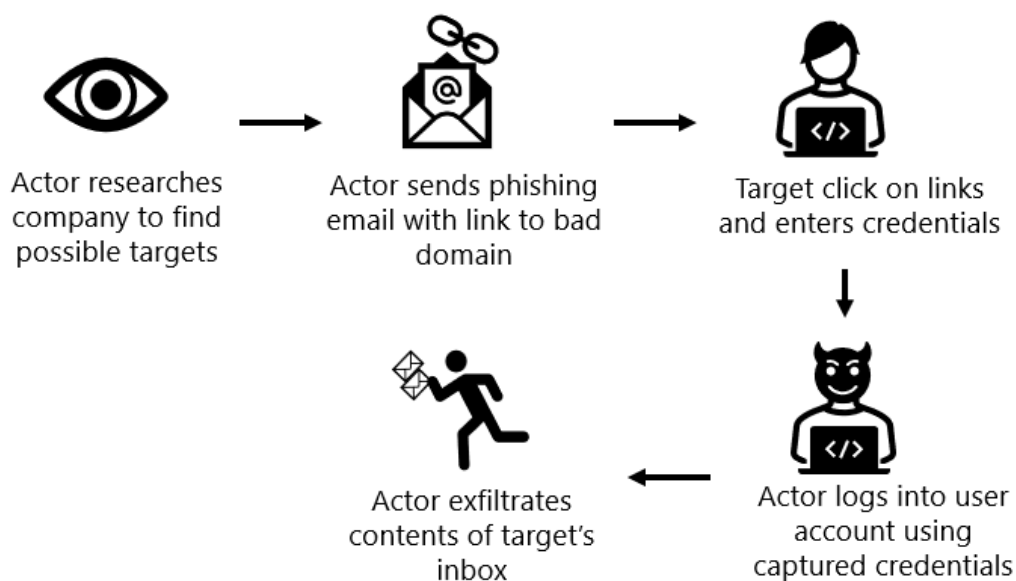 @
Actor researches
company to find
possible targets
Actor sends phishing
email with link to bad
domain
</>
Target click on links
and enters credentials
</>
Actor logs into user
account using
captured credentials
Actor exfiltrates
contents of target's
inbox